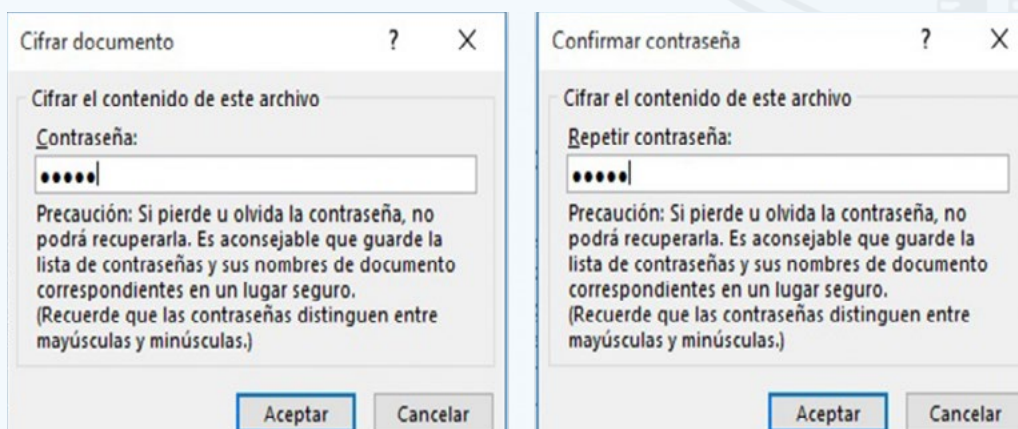 Cifrar documento ? X
Cifrar el contenido de este archivo
Contraseña:
•••••
Precaución: Si pierde u olvida la contraseña, no
podrá recuperarla. Es aconsejable que guarde la
lista de contraseñas y sus nombres de documento
correspondientes en un lugar seguro.
(Recuerde que las contraseñas distinguen entre
mayúsculas y minúsculas.)
Aceptar Cancelar
Confirmar contraseña ? X
Cifrar el contenido de este archivo
Repetir contraseña:
•••••
Precaución: Si pierde u olvida la contraseña, no
podrá recuperarla. Es aconsejable que guarde la
lista de contraseñas y sus nombres de documento
correspondientes en un lugar seguro.
(Recuerde que las contraseñas distinguen entre
mayúsculas y minúsculas.)
Aceptar Cancelar